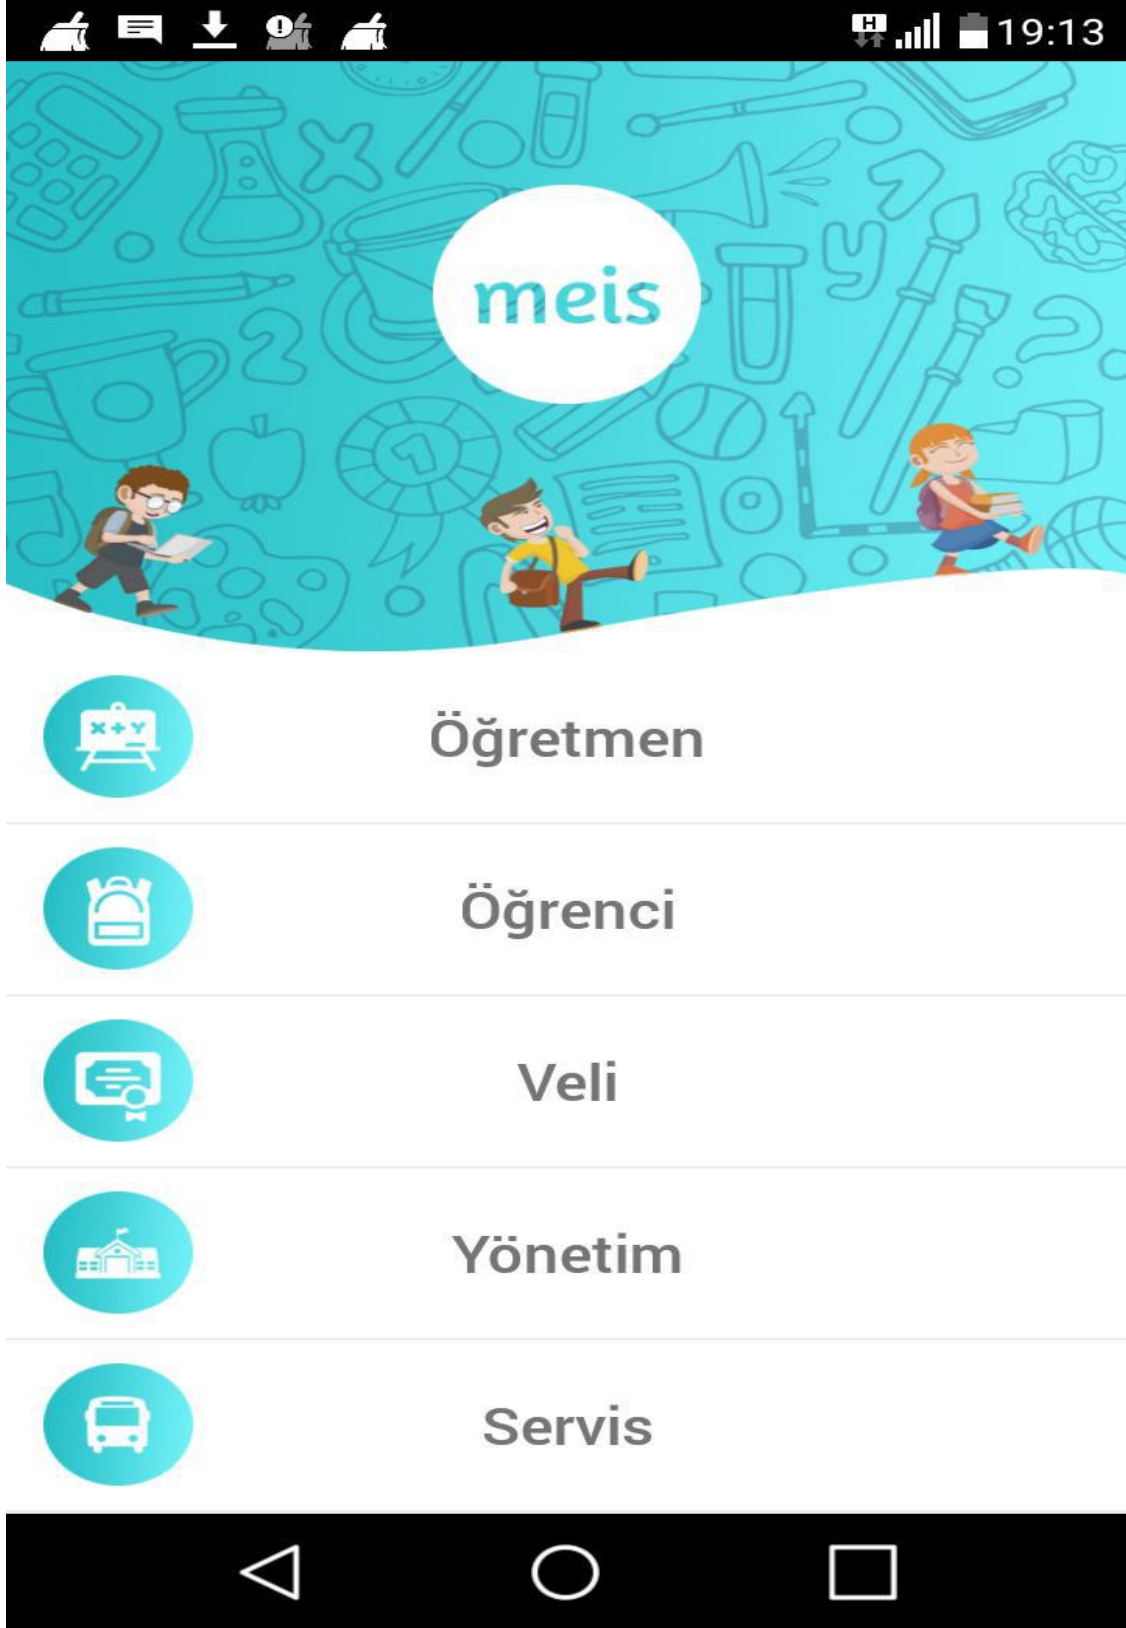 H
19:13
meis
Öğretmen
Öğrenci
Veli
Yönetim
Servis